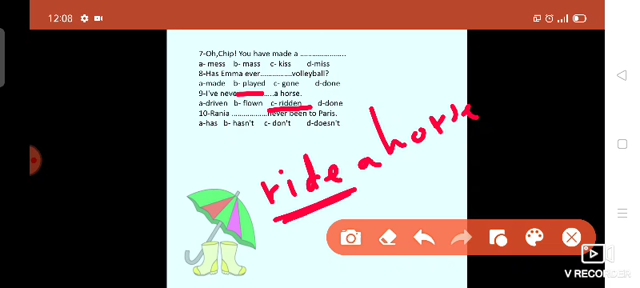 12:08
7-Oh,Chip! You have made a ......................
a- mess b- mass c- kiss d-miss
8-Has Emma ever...............volleyball?
a-made b- played c- gone d-done
9-I've neve............a horse.
a-driven b- flown c- ridden d-done
10-Rania .................never been to Paris.
a-has b- hasn't c- don't d-doesn't
ride a horse
V RECORDER